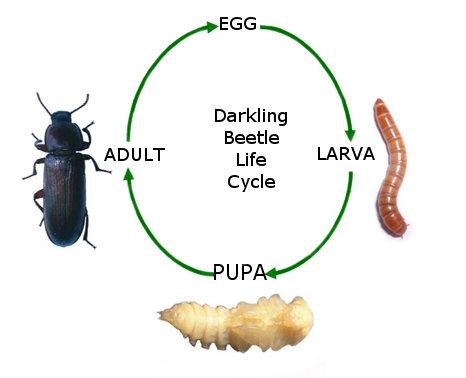 EGG
Darkling
Beetle
Life
Cycle
ADULT
LARVA
PUPA